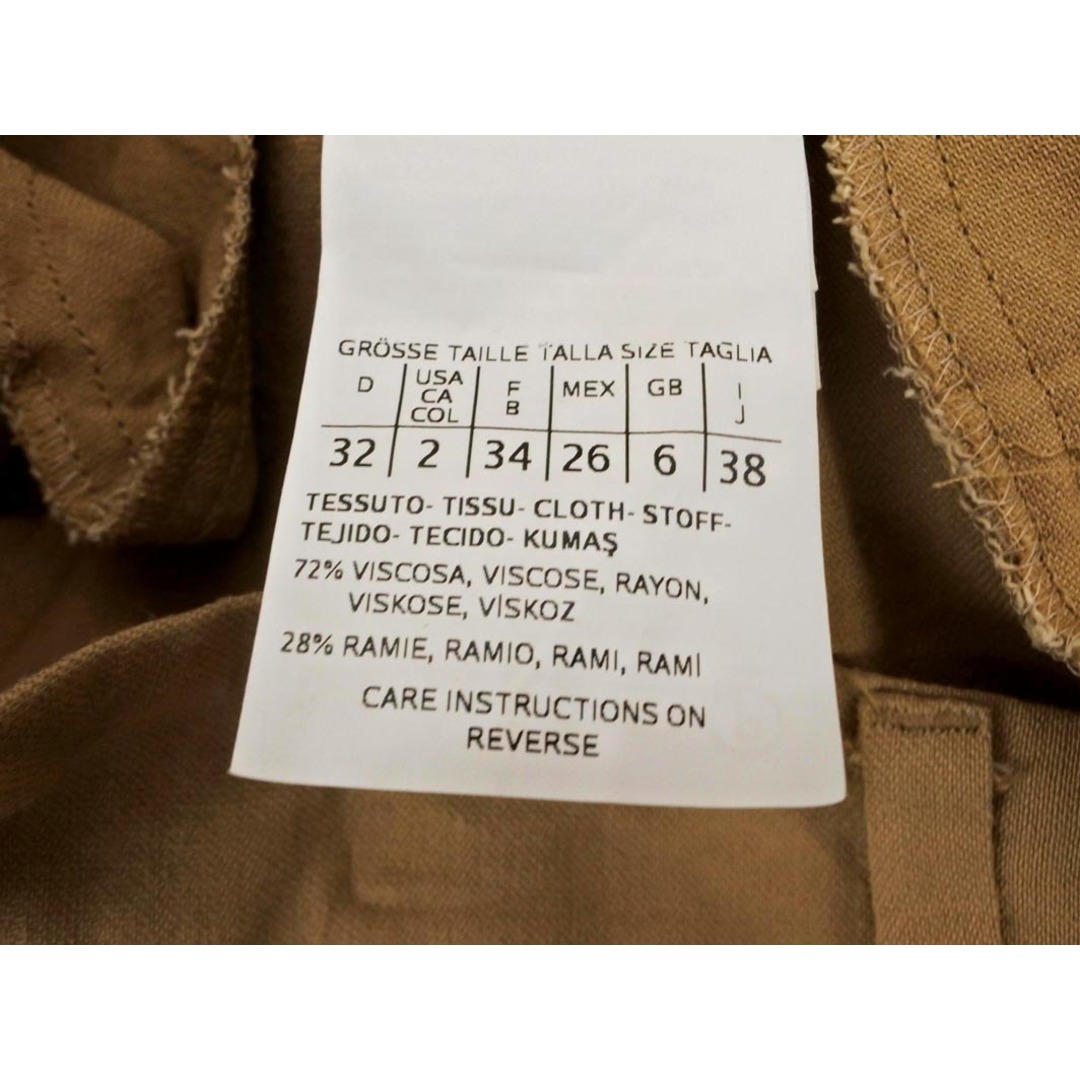 GRÖSSE TAILLE TALLA SIZE TAGLIA
D | USA CA COL | F B | MEX | GB | I J
32 | 2 | 34 | 26 | 6 | 38
TESSUTO- TISSU- CLOTH- STOFF-
TEJIDO- TECIDO- KUMAŞ
72% VISCOSA, VISCOSE, RAYON,
VISKOSE, VİSKOZ
28% RAMIE, RAMIO, RAMI, RAMİ
CARE INSTRUCTIONS ON
REVERSE